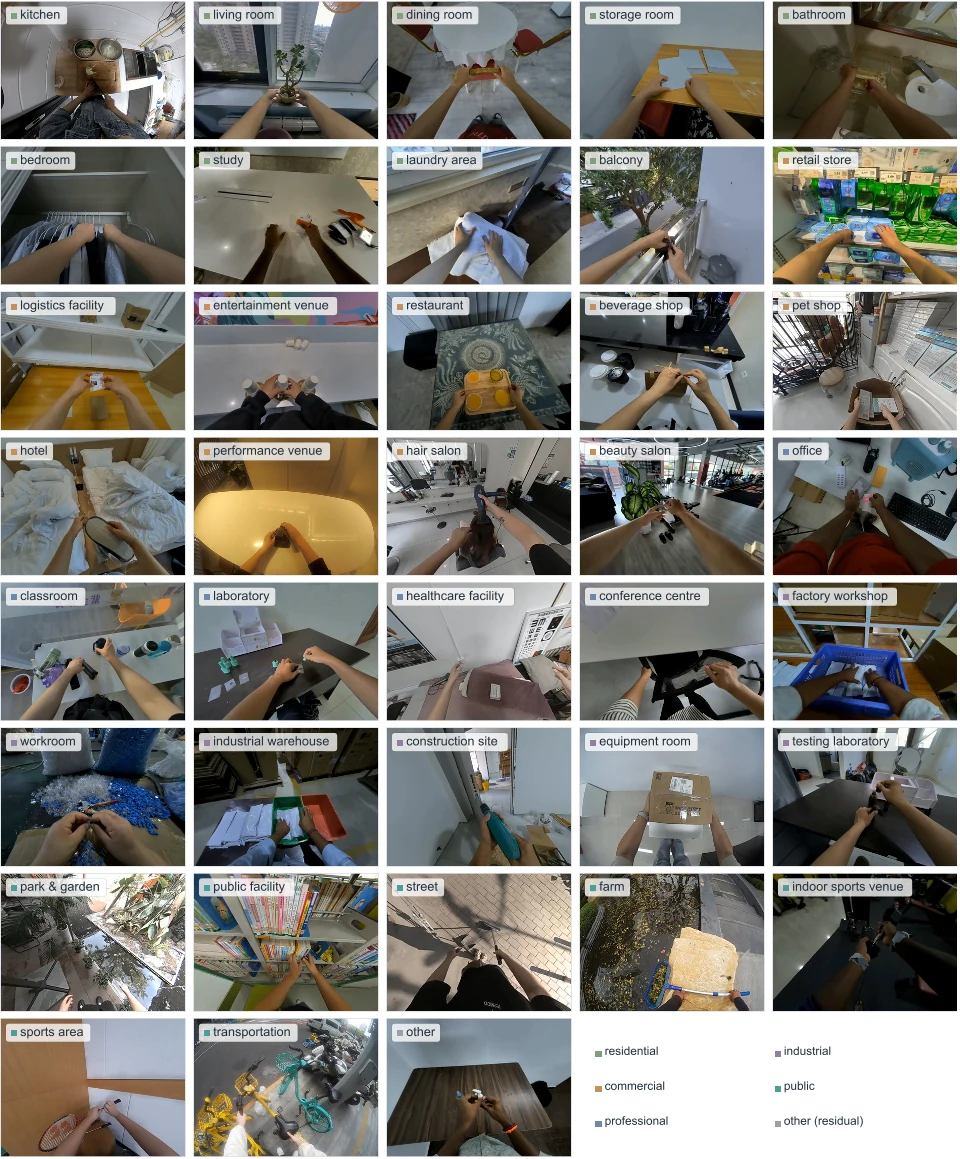 kitchen
living room
dining room
storage room
bathroom
bedroom
study
laundry area
balcony
retail store
logistics facility
entertainment venue
restaurant
beverage shop
pet shop
hotel
performance venue
hair salon
beauty salon
office
classroom
laboratory
healthcare facility
conference centre
factory workshop
workroom
industrial warehouse
construction site
equipment room
testing laboratory
park & garden
public facility
street
farm
indoor sports venue
sports area
transportation
other
residential
industrial
commercial
public
professional
other (residual)